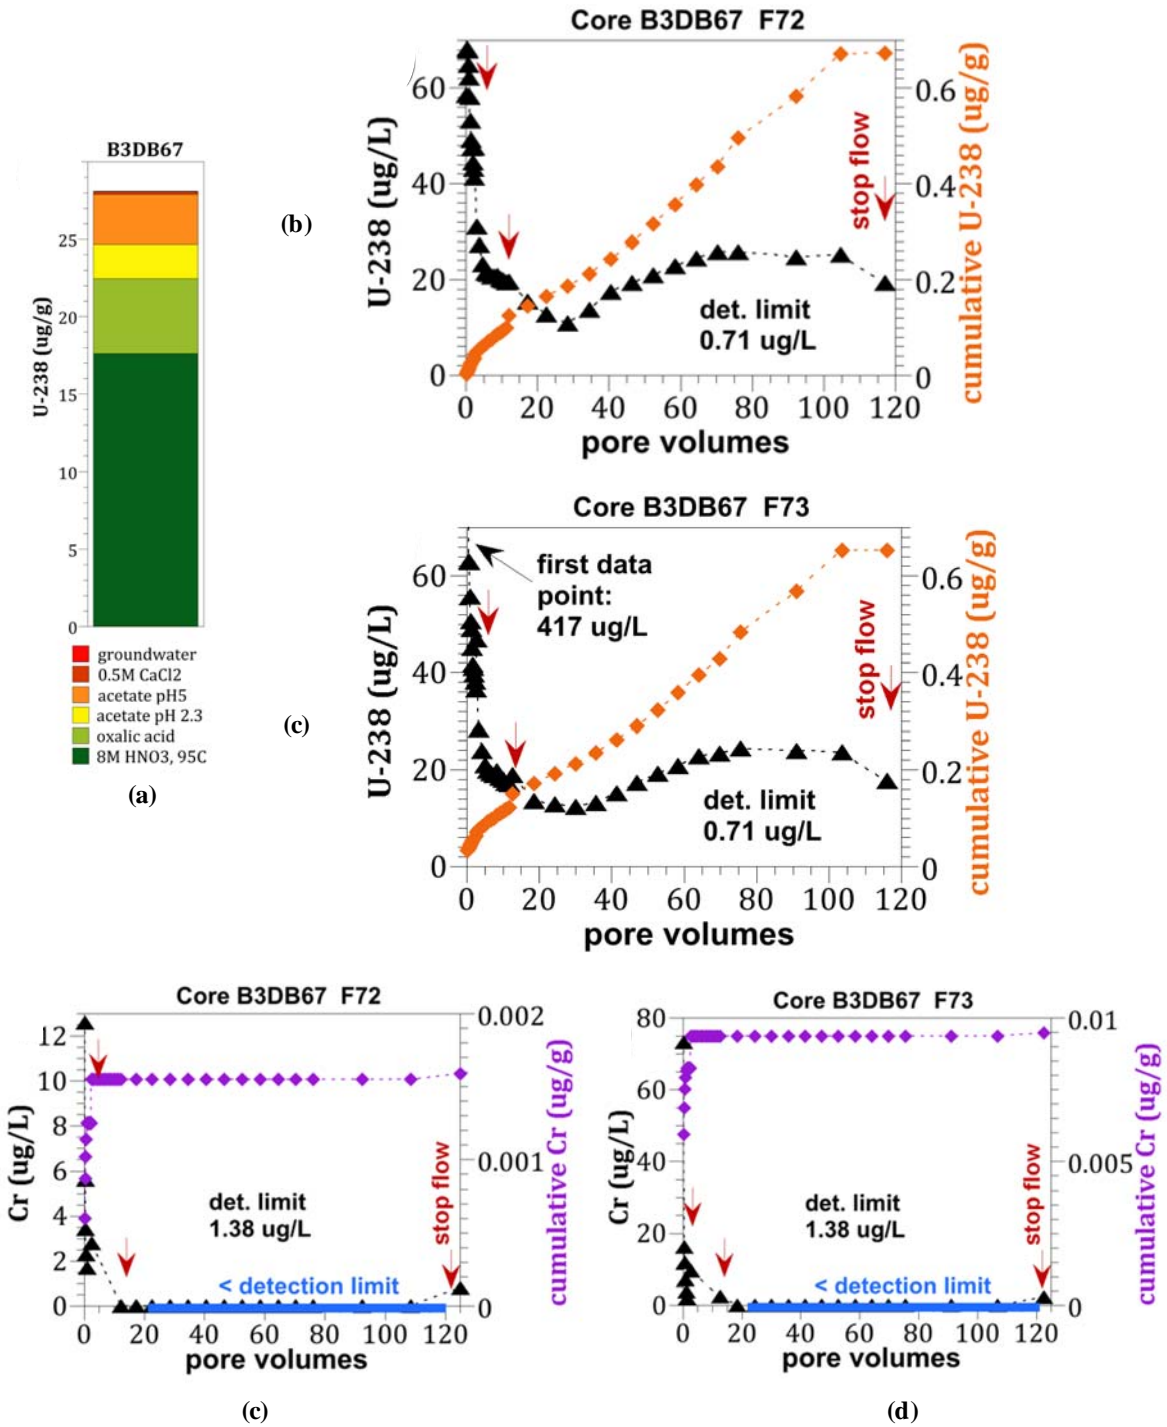 B3DB67
U-238 (ug/g)
25
20
15
10
5
0
groundwater
0.5M CaCl2
acetate pH5
acetate pH 2.3
oxalic acid
8M HNO3, 95C
(a)
Core B3DB67 F72
(b)
U-238 (ug/L)
60
40
20
0
0.6
0.4
0.2
0
cumulative U-238 (ug/g)
stop flow
det. limit
0.71 ug/L
0 20 40 60 80 100 120
pore volumes
Core B3DB67 F73
(c)
U-238 (ug/L)
60
40
20
0
first data
point:
417 ug/L
0.6
0.4
0.2
0
cumulative U-238 (ug/g)
stop flow
det. limit
0.71 ug/L
0 20 40 60 80 100 120
pore volumes
Core B3DB67 F72
Cr (ug/L)
12
10
8
6
4
2
0
0.002
0.001
0
cumulative Cr (ug/g)
stop flow
det. limit
1.38 ug/L
< detection limit
0 20 40 60 80 100
pore volumes
(c)
Core B3DB67 F73
Cr (ug/L)
80
60
40
20
0
0.01
0.005
0
cumulative Cr (ug/g)
stop flow
det. limit
1.38 ug/L
< detection limit
0 20 40 60 80 100 120
pore volumes
(d)